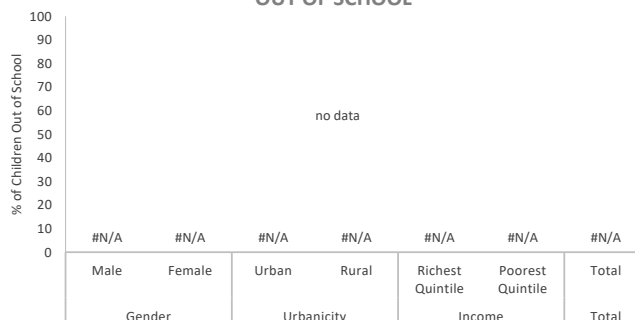 OUT OF SCHOOL
100
90
80
70
60
50
40
30
20
10
0
% of Children Out of School
no data
#N/A #N/A #N/A #N/A #N/A #N/A #N/A
Male Female Urban Rural Richest Quintile Poorest Quintile Total
Gender Urbanicity Income Total